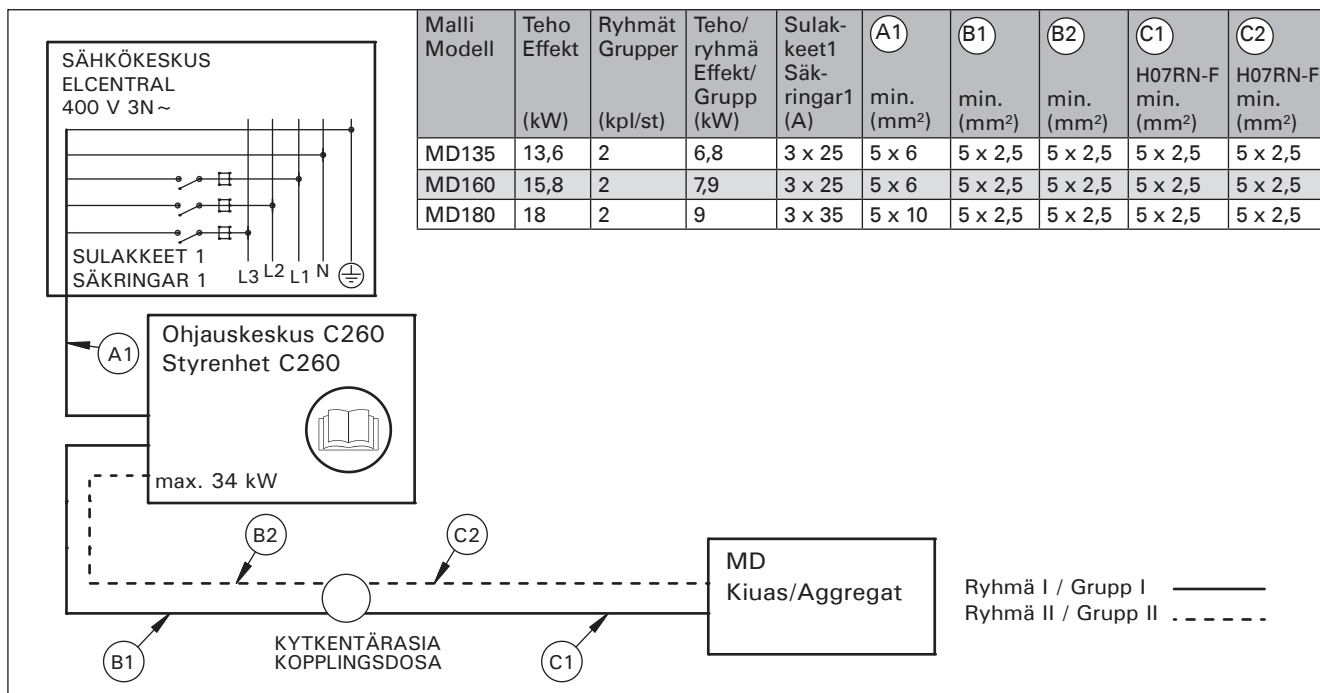 SÄHKÖKESKUS
ELCENTRAL
400 V 3N~
SULAKKEET 1
SÄKRINGAR 1
L3 L2 L1 N
A1
Ohjauskeskus C260
Styrenhet C260
max. 34 kW
B2
C2
B1
KYTKENTÄRASIA
KOPPLINGSDOSA
C1
MD
Kiuas/Aggregat
Ryhmä I / Grupp I
Ryhmä II / Grupp II
Malli Modell Teho Effekt (kW) Ryhmät Grupper (kpl/st) Teho/ ryhmä Effekt/ Grupp (kW) Sulak- keet1 Säk- ringar1 (A) A1 min. (mm²) B1 min. (mm²) B2 min. (mm²) C1 H07RN-F min. (mm²) C2 H07RN-F min. (mm²)
MD135 13,6 2 6,8 3 x 25 5 x 6 5 x 2,5 5 x 2,5 5 x 2,5 5 x 2,5
MD160 15,8 2 7,9 3 x 25 5 x 6 5 x 2,5 5 x 2,5 5 x 2,5 5 x 2,5
MD180 18 2 9 3 x 35 5 x 10 5 x 2,5 5 x 2,5 5 x 2,5 5 x 2,5